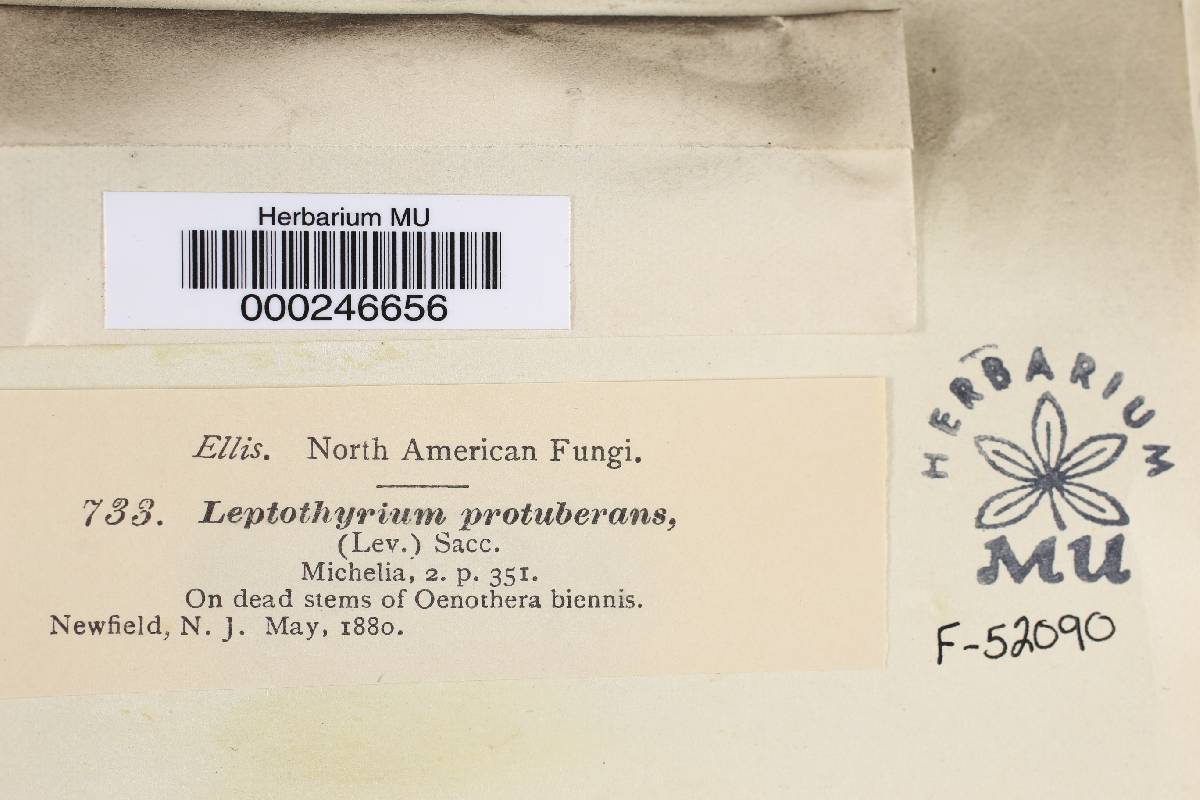 Herbarium MU
000246656
Ellis. North American Fungi.
733. Leptothyrium protuberans,
(Lev.) Sacc.
Michelia, 2. p. 351.
On dead stems of Oenothera biennis.
Newfield, N. J. May, 1880.
HERBARIUM
MU
F-52090